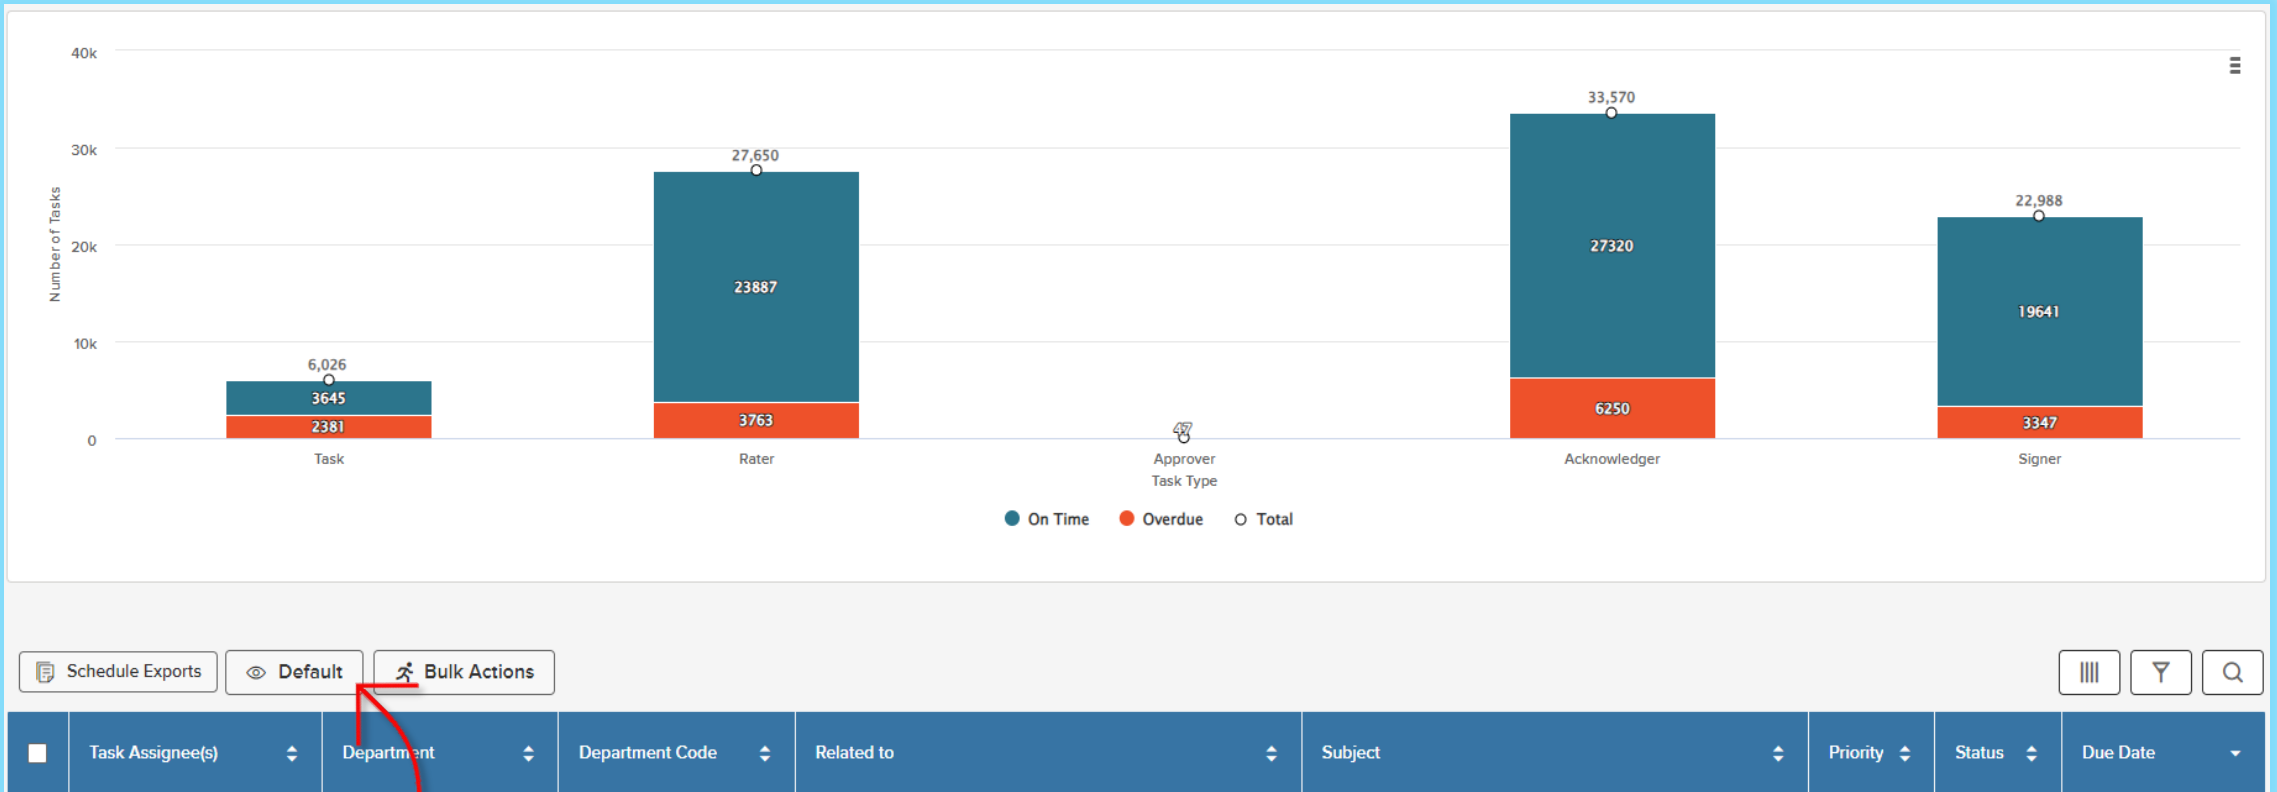 40k
33,570
30k
27,650
22,988
Number of Tasks
20k
27320
23887
19641
10k
6,026
3645
6250
2381
3763
47
3347
0
Task
Rater
Approver
Acknowledger
Signer
Task Type
On Time
Overdue
Total
Schedule Exports
Default
Bulk Actions
Task Assignee(s)
Department
Department Code
Related to
Subject
Priority
Status
Due Date